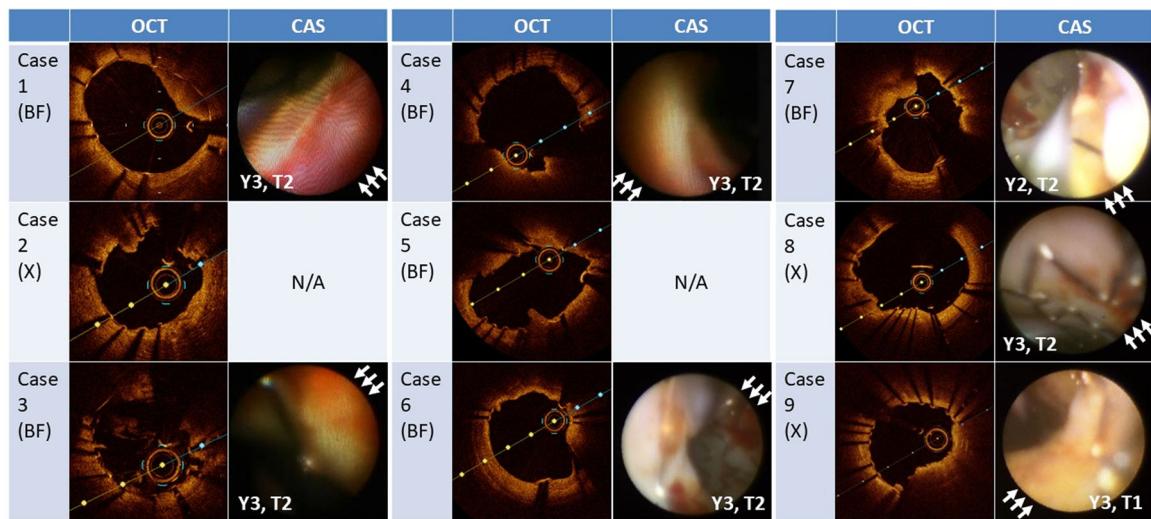 OCT CAS OCT CAS OCT CAS
Case 1 (BF)
Y3, T2
Case 4 (BF)
Y3, T2
Case 7 (BF)
Y2, T2
Case 2 (X)
N/A
Case 5 (BF)
N/A
Case 8 (X)
Y3, T2
Case 3 (BF)
Y3, T2
Case 6 (BF)
Y3, T2
Case 9 (X)
Y3, T1